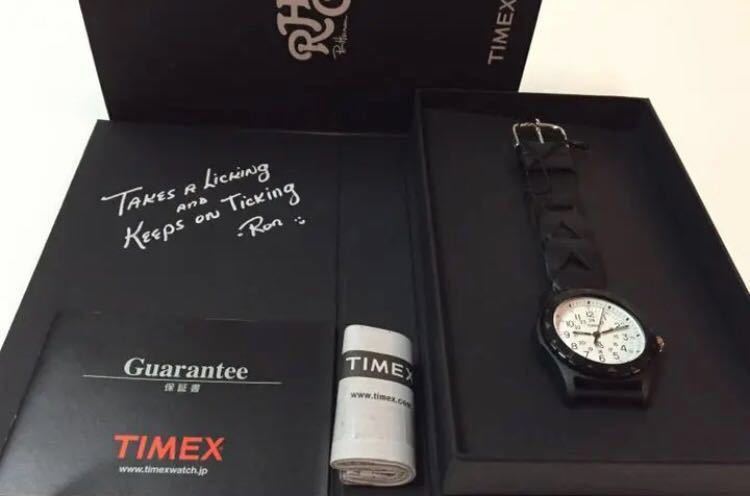 RH
R
TIMEX
TAKES A LICKING
AND
KEEPS ON TICKING
·Ron
Guarantee
保証書
TIMEX
www.timexwatch.jp
TIMEX
www.timex.com